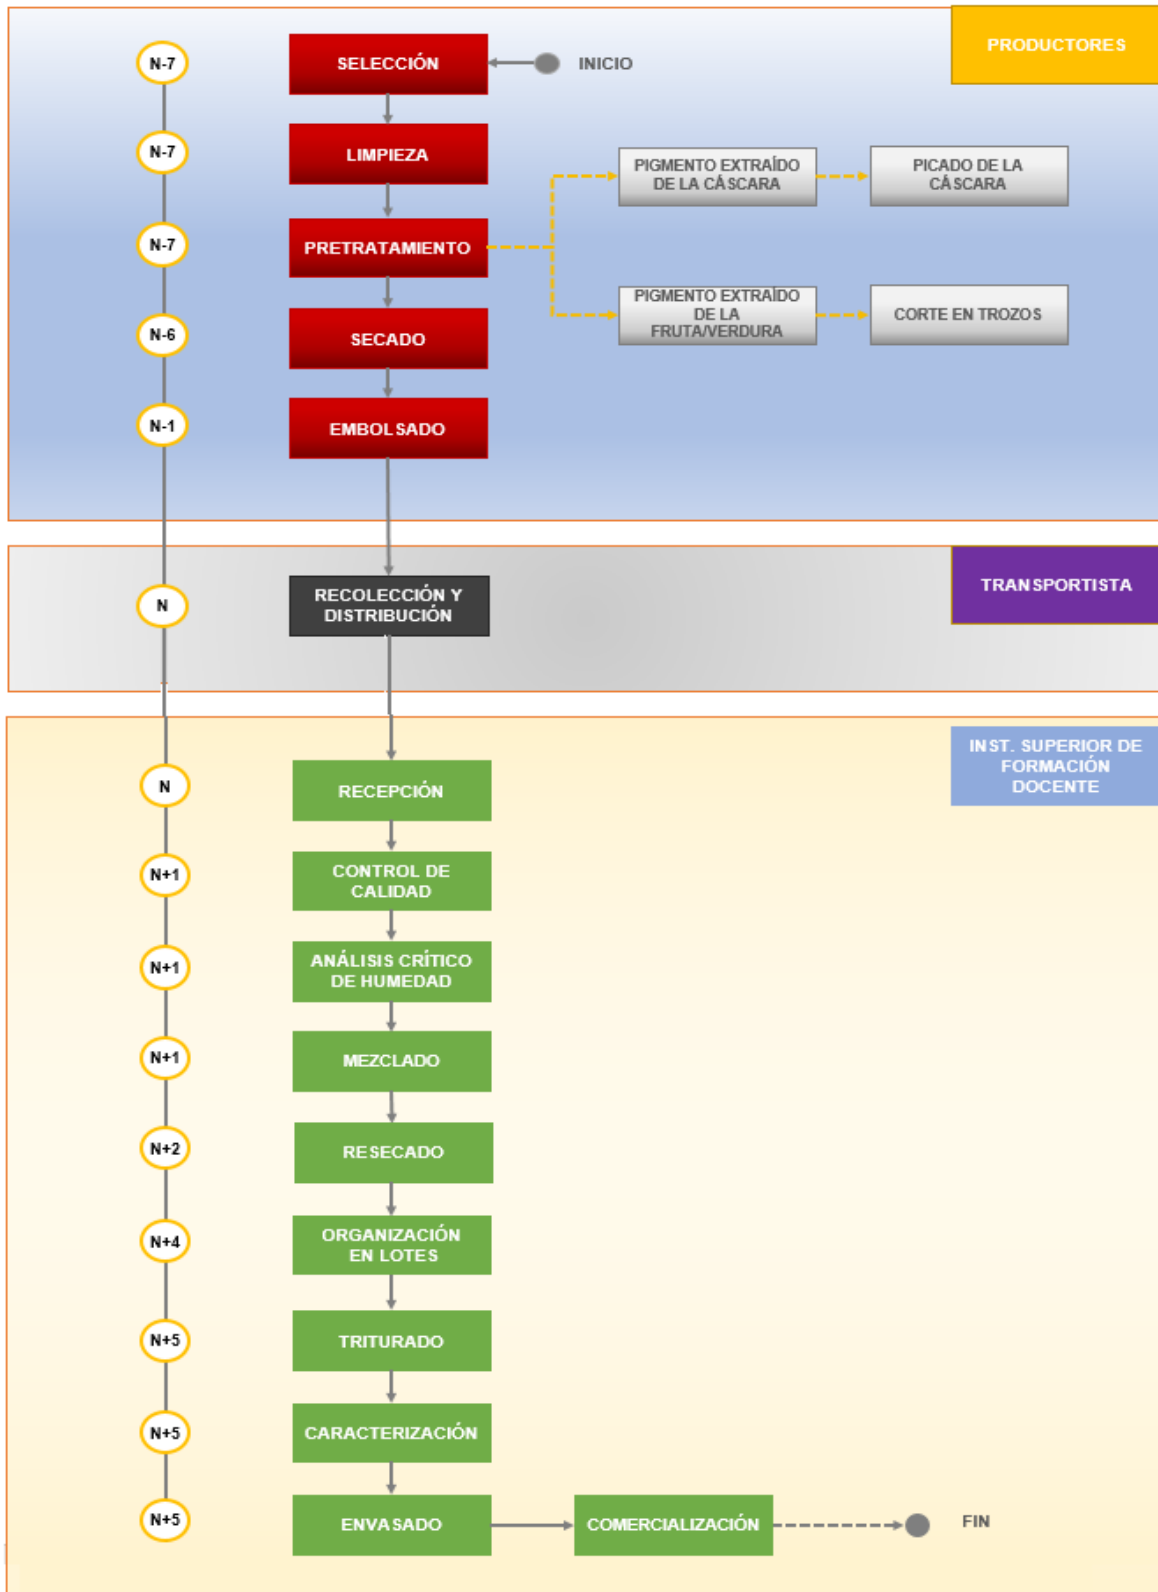 PRODUCTORES
N-7
SELECCIÓN
INICIO
N-7
LIMPIEZA
PIGMENTO EXTRAÍDO
DE LA CÁSCARA
PICADO DE LA
CÁSCARA
N-7
PRETRATAMIENTO
PIGMENTO EXTRAÍDO
DE LA
FRUTA/VERDURA
CORTE EN TROZOS
N-6
SECADO
N-1
EMBOLSADO
TRANSPORTISTA
N
RECOLECCIÓN Y
DISTRIBUCIÓN
INST. SUPERIOR DE
FORMACIÓN
DOCENTE
N
RECEPCIÓN
N+1
CONTROL DE
CALIDAD
N+1
ANÁLISIS CRÍTICO
DE HUMEDAD
N+1
MEZCLADO
N+2
RESECADO
N+4
ORGANIZACIÓN
EN LOTES
N+5
TRITURADO
N+5
CARACTERIZACIÓN
N+5
ENVASADO
COMERCIALIZACIÓN
FIN